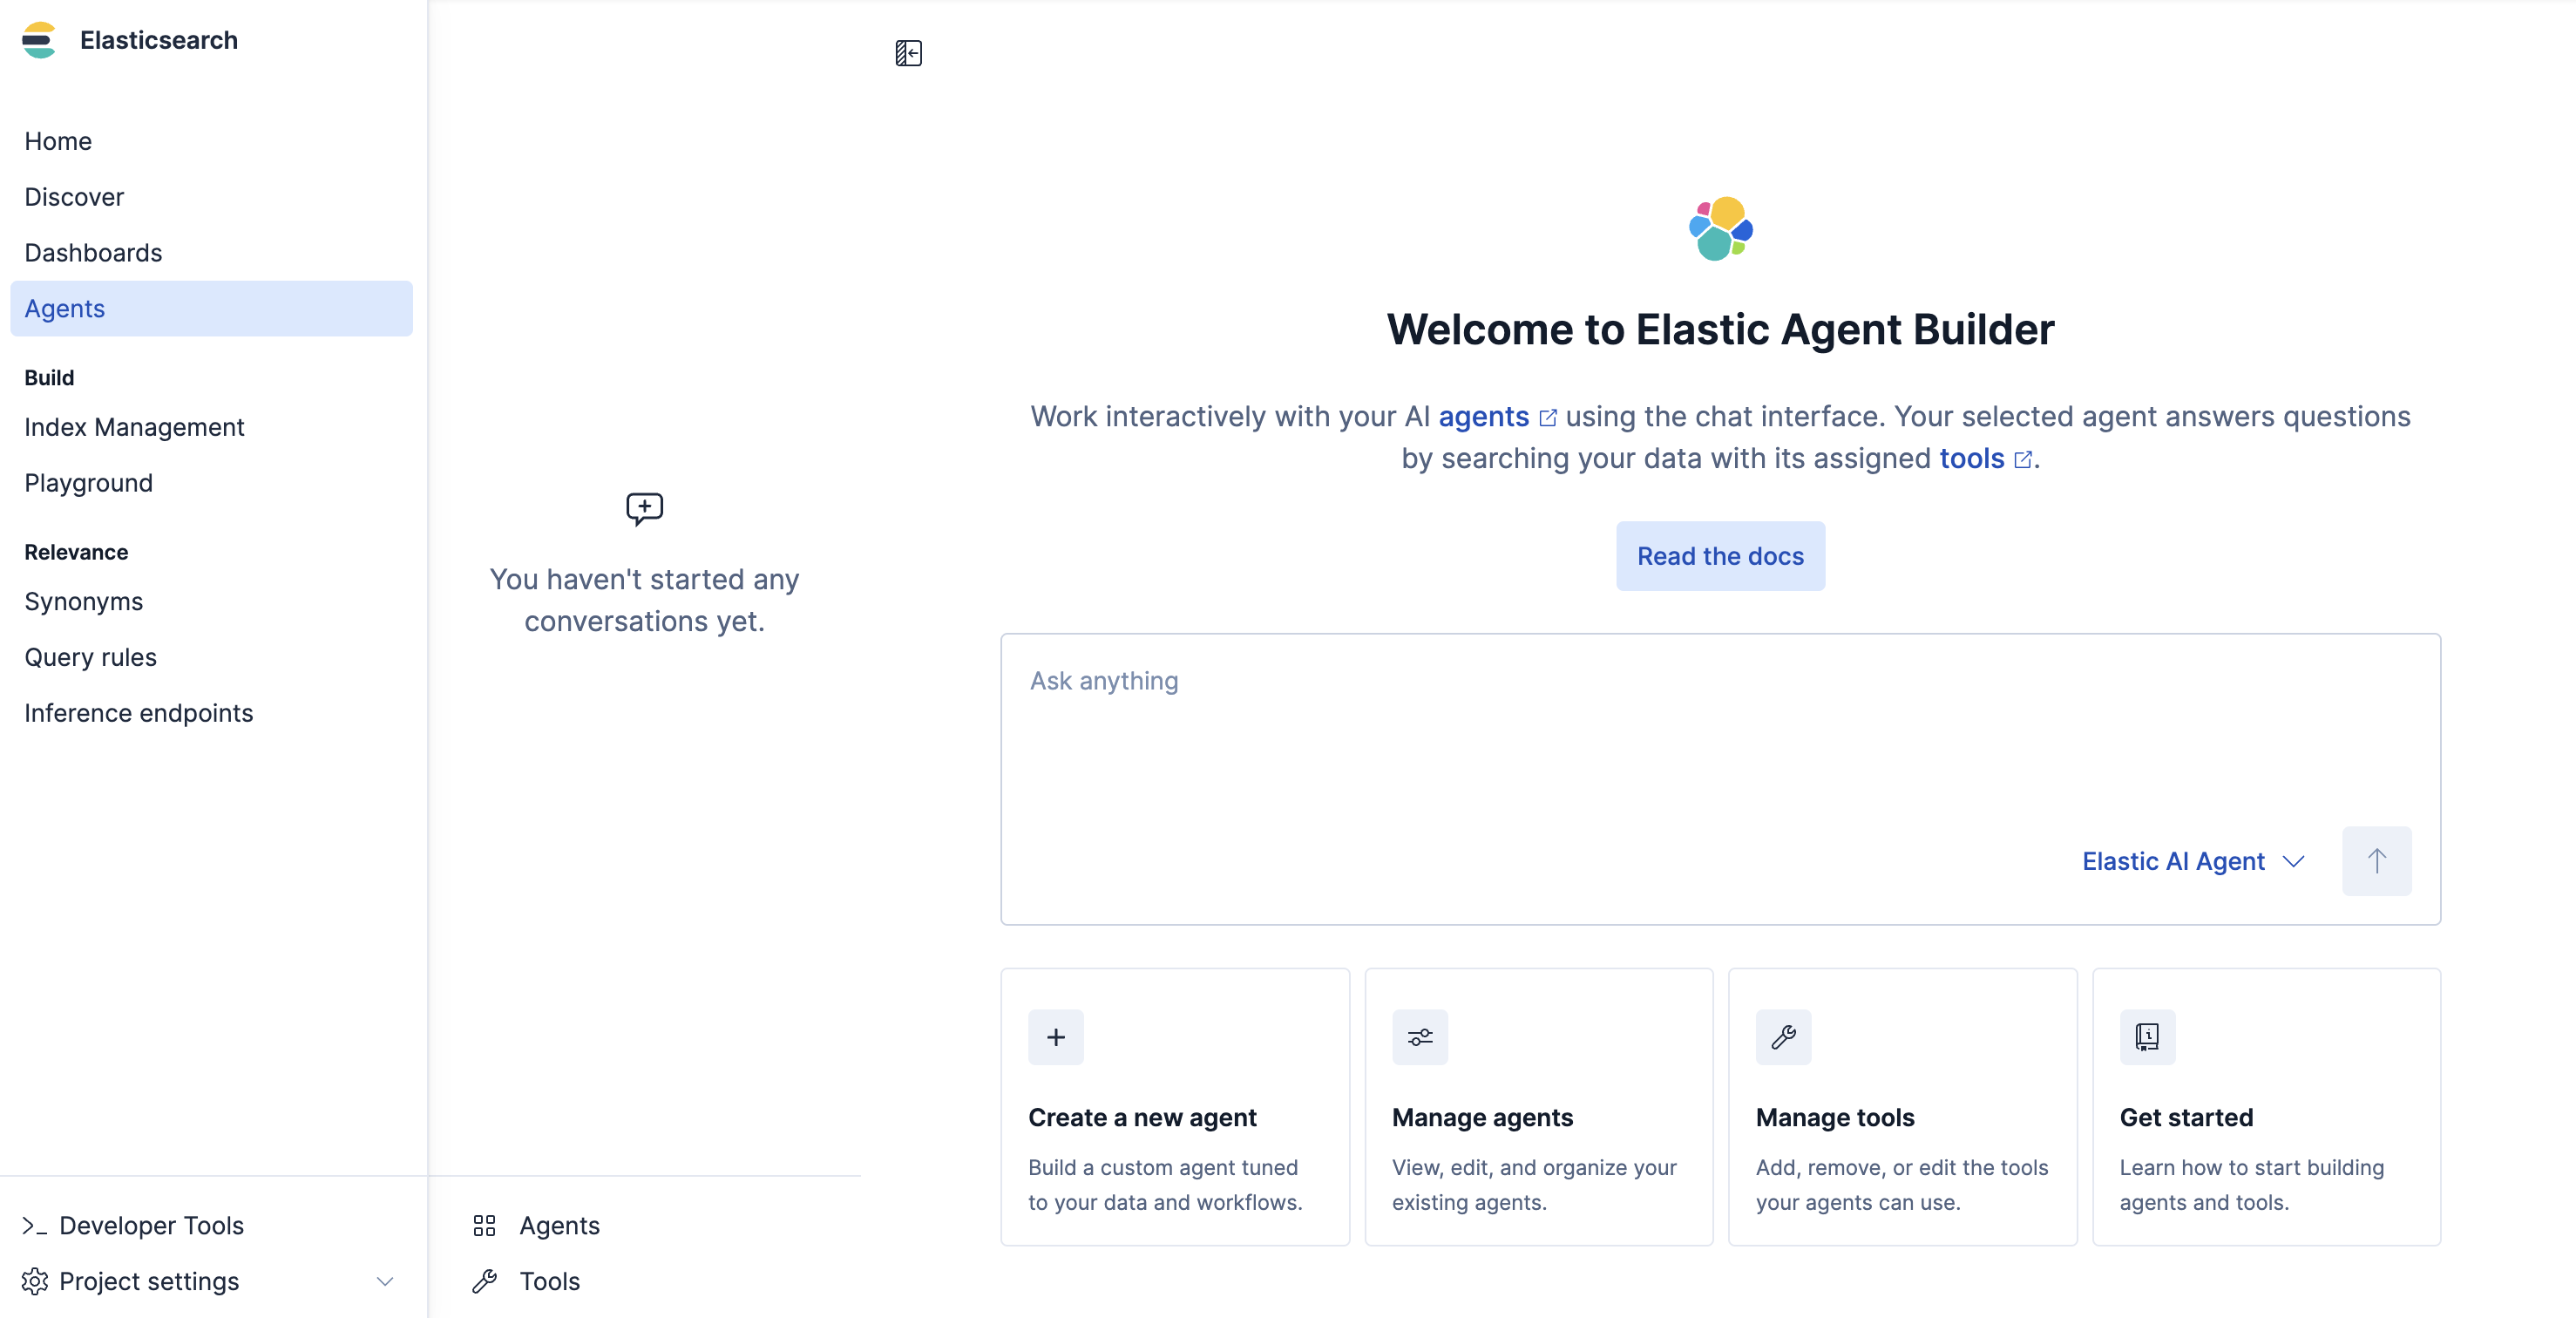 Elasticsearch
Home
Discover
Dashboards
Agents
Build
Index Management
Playground
Relevance
Synonyms
Query rules
Inference endpoints
>_ Developer Tools
Project settings
You haven't started any
conversations yet.
Agents
Tools
Welcome to Elastic Agent Builder
Work interactively with your AI agents using the chat interface. Your selected agent answers questions
by searching your data with its assigned tools .
Read the docs
Ask anything
Elastic AI Agent
Create a new agent
Build a custom agent tuned
to your data and workflows.
Manage agents
View, edit, and organize your
existing agents.
Manage tools
Add, remove, or edit the tools
your agents can use.
Get started
Learn how to start building
agents and tools.